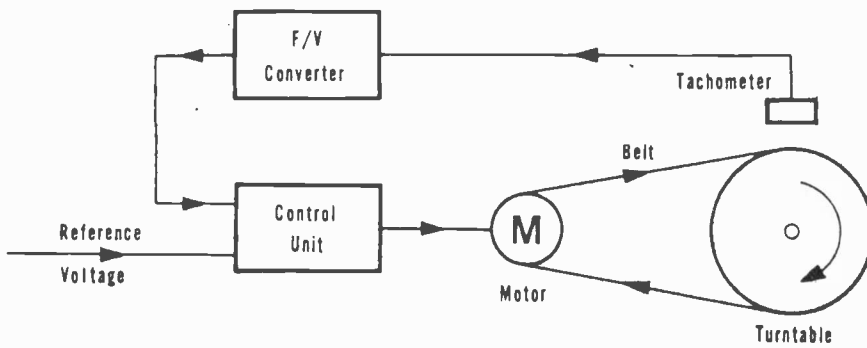 F/V
Converter
Tachometer
Belt
Control
Unit
Reference
Voltage
M
Motor
Turntable